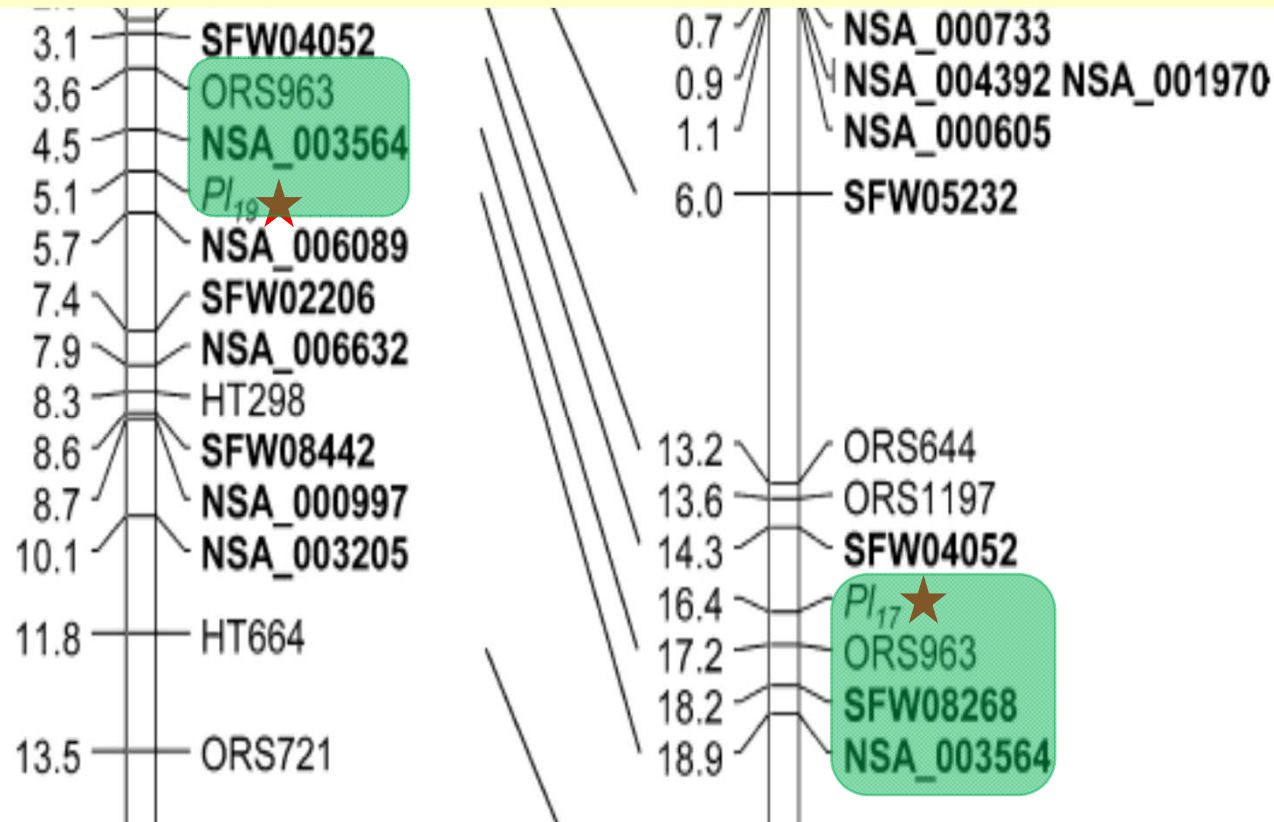 3.1 SFW04052
3.6 ORS963
4.5 NSA_003564
5.1 Pl19
5.7 NSA_006089
7.4 SFW02206
7.9 NSA_006632
8.3 HT298
8.6 SFW08442
8.7 NSA_000997
10.1 NSA_003205
11.8 HT664
13.5 ORS721
0.7 NSA_000733
0.9 NSA_004392 NSA_001970
1.1 NSA_000605
6.0 SFW05232
13.2 ORS644
13.6 ORS1197
14.3 SFW04052
16.4 Pl17
17.2 ORS963
18.2 SFW08268
18.9 NSA_003564